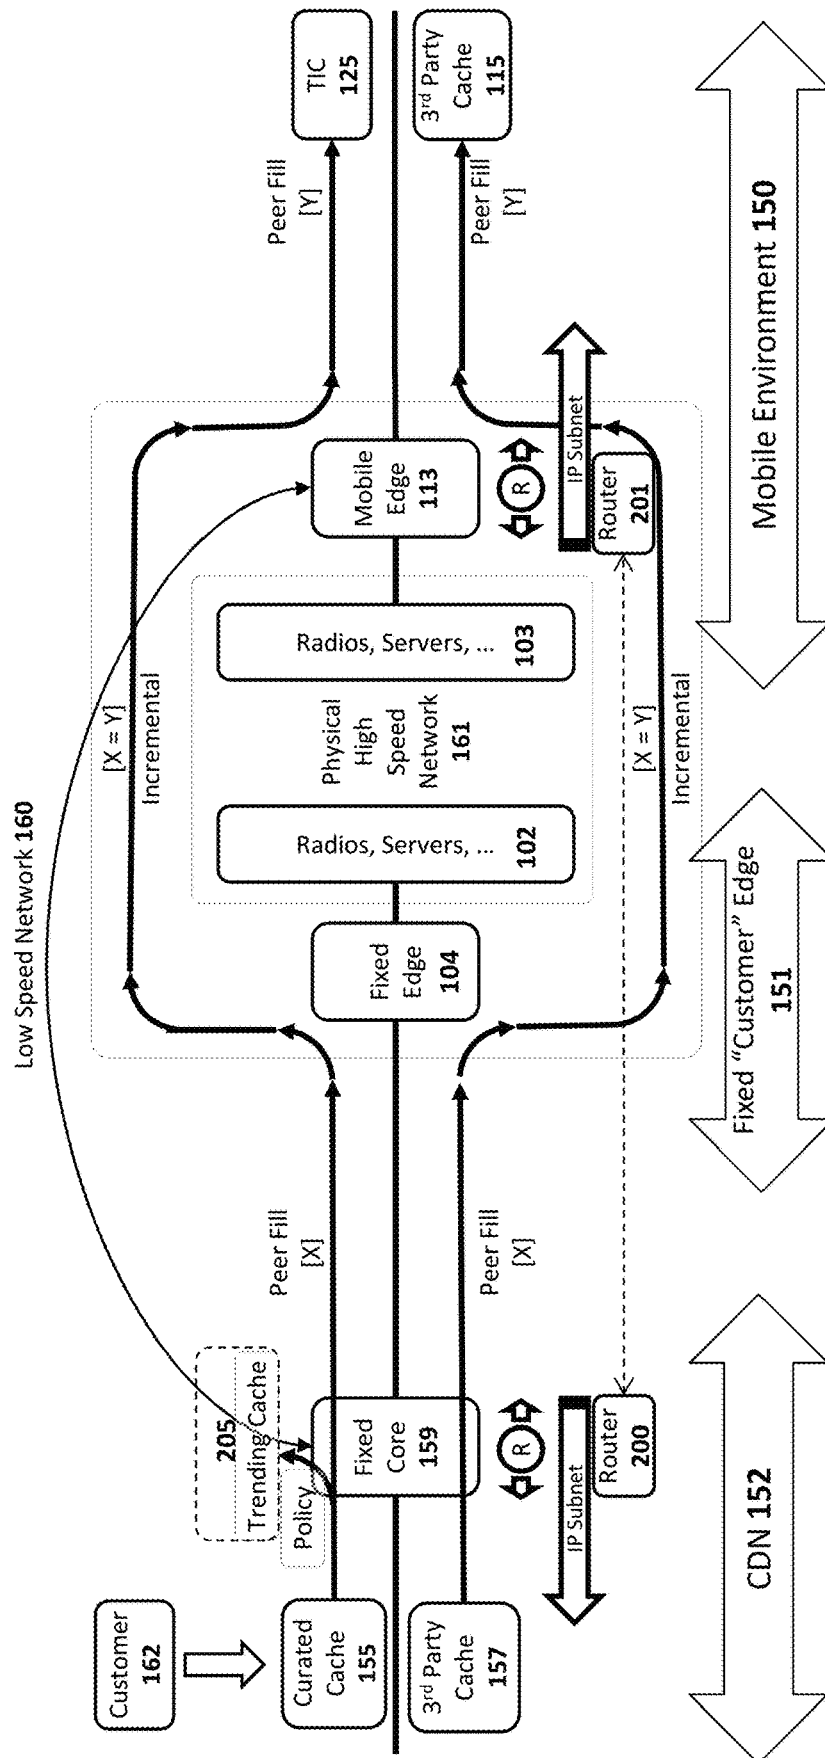 Customer
162
Curated
Cache
155
3rd Party
Cache
157
205
Trending Cache
Policy
Fixed
Core
159
R
IP Subnet
Router
200
CDN 152
Peer Fill
[X]
Peer Fill
[X]
Low Speed Network 160
Fixed
Edge
104
Radios, Servers, ...
102
Physical
High
Speed
Network
161
Radios, Servers, ...
103
[X = Y]
Incremental
[X = Y]
Incremental
Fixed "Customer" Edge
151
Mobile
Edge
113
R
IP Subnet
Router
201
Peer Fill
[Y]
Peer Fill
[Y]
TIC
125
3rd Party
Cache
115
Mobile Environment 150